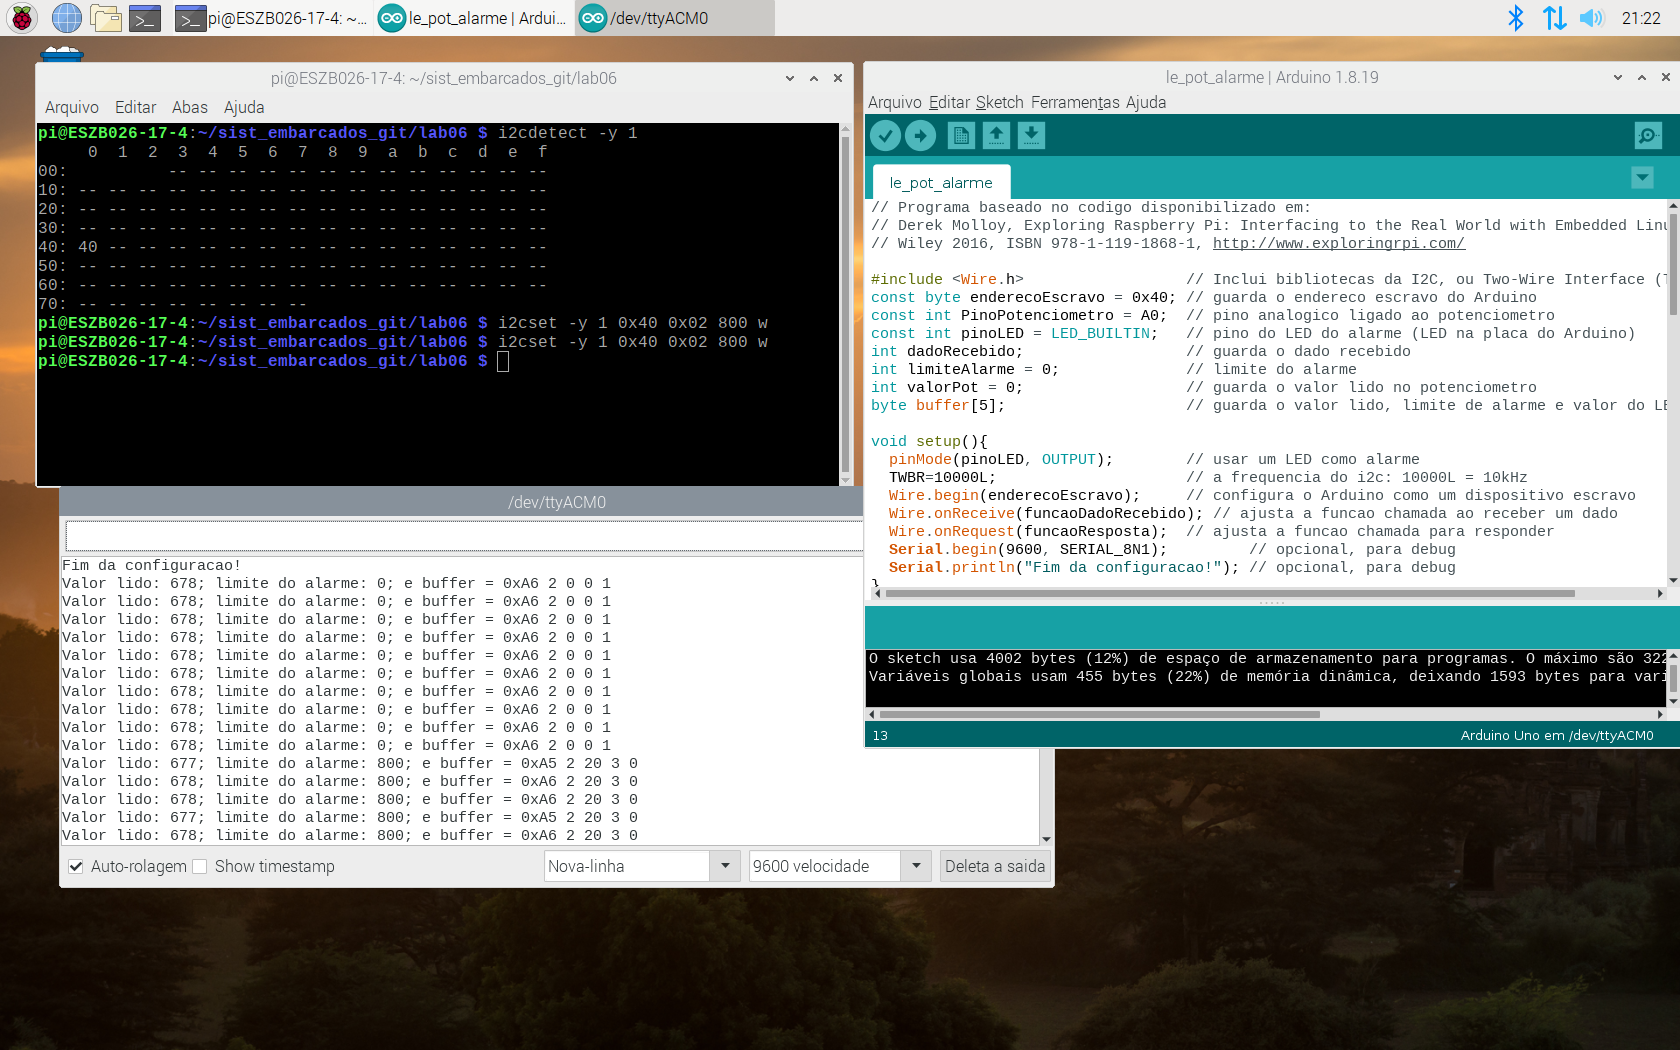 pi@ESZB026-17-4: ~...
le_pot_alarme | Ardui...
/dev/ttyACM0
21:22
pi@ESZB026-17-4: ~/sist_embarcados_git/lab06
Arquivo Editar Abas Ajuda
pi@ESZB026-17-4:~/sist_embarcados_git/lab06 $ i2cdetect -y 1
0 1 2 3 4 5 6 7 8 9 a b c d e f
00: -- -- -- -- -- -- -- -- -- -- -- -- --
10: -- -- -- -- -- -- -- -- -- -- -- -- -- -- -- --
20: -- -- -- -- -- -- -- -- -- -- -- -- -- -- -- --
30: -- -- -- -- -- -- -- -- -- -- -- -- -- -- -- --
40: 40 -- -- -- -- -- -- -- -- -- -- -- -- -- -- --
50: -- -- -- -- -- -- -- -- -- -- -- -- -- -- -- --
60: -- -- -- -- -- -- -- -- -- -- -- -- -- -- -- --
70: -- -- -- -- -- -- -- --
pi@ESZB026-17-4:~/sist_embarcados_git/lab06 $ i2cset -y 1 0x40 0x02 800 w
pi@ESZB026-17-4:~/sist_embarcados_git/lab06 $ i2cset -y 1 0x40 0x02 800 w
pi@ESZB026-17-4:~/sist_embarcados_git/lab06 $
/dev/ttyACM0
Fim da configuracao!
Valor lido: 678; limite do alarme: 0; e buffer = 0xA6 2 0 0 1
Valor lido: 678; limite do alarme: 0; e buffer = 0xA6 2 0 0 1
Valor lido: 678; limite do alarme: 0; e buffer = 0xA6 2 0 0 1
Valor lido: 678; limite do alarme: 0; e buffer = 0xA6 2 0 0 1
Valor lido: 678; limite do alarme: 0; e buffer = 0xA6 2 0 0 1
Valor lido: 678; limite do alarme: 0; e buffer = 0xA6 2 0 0 1
Valor lido: 678; limite do alarme: 0; e buffer = 0xA6 2 0 0 1
Valor lido: 678; limite do alarme: 0; e buffer = 0xA6 2 0 0 1
Valor lido: 678; limite do alarme: 0; e buffer = 0xA6 2 0 0 1
Valor lido: 678; limite do alarme: 0; e buffer = 0xA6 2 0 0 1
Valor lido: 677; limite do alarme: 800; e buffer = 0xA5 2 20 3 0
Valor lido: 678; limite do alarme: 800; e buffer = 0xA6 2 20 3 0
Valor lido: 678; limite do alarme: 800; e buffer = 0xA6 2 20 3 0
Valor lido: 677; limite do alarme: 800; e buffer = 0xA5 2 20 3 0
Valor lido: 678; limite do alarme: 800; e buffer = 0xA6 2 20 3 0
Auto-rolagem Show timestamp Nova-linha 9600 velocidade Deleta a saida
le_pot_alarme | Arduino 1.8.19
Arquivo Editar Sketch Ferramentas Ajuda
le_pot_alarme
// Programa baseado no codigo disponibilizado em:
// Derek Molloy, Exploring Raspberry Pi: Interfacing to the Real World with Embedded Linu
// Wiley 2016, ISBN 978-1-119-1868-1, http://www.exploringrpi.com/
#include <Wire.h> // Inclui bibliotecas da I2C, ou Two-Wire Interface (T
const byte enderecoEscravo = 0x40; // guarda o endereco escravo do Arduino
const int PinoPotenciometro = A0; // pino analogico ligado ao potenciometro
const int pinoLED = LED_BUILTIN; // pino do LED do alarme (LED na placa do Arduino)
int dadoRecebido; // guarda o dado recebido
int limiteAlarme = 0; // limite do alarme
int valorPot = 0; // guarda o valor lido no potenciometro
byte buffer[5]; // guarda o valor lido, limite de alarme e valor do LE
void setup(){
pinMode(pinoLED, OUTPUT); // usar um LED como alarme
TWBR=10000L; // a frequencia do i2c: 10000L = 10kHz
Wire.begin(enderecoEscravo); // configura o Arduino como um dispositivo escravo
Wire.onReceive(funcaoDadoRecebido); // ajusta a funcao chamada ao receber um dado
Wire.onRequest(funcaoResposta); // ajusta a funcao chamada para responder
Serial.begin(9600, SERIAL_8N1); // opcional, para debug
Serial.println("Fim da configuracao!"); // opcional, para debug
}
O sketch usa 4002 bytes (12%) de espaço de armazenamento para programas. O máximo são 322
Variáveis globais usam 455 bytes (22%) de memória dinâmica, deixando 1593 bytes para vari
13 Arduino Uno em /dev/ttyACM0